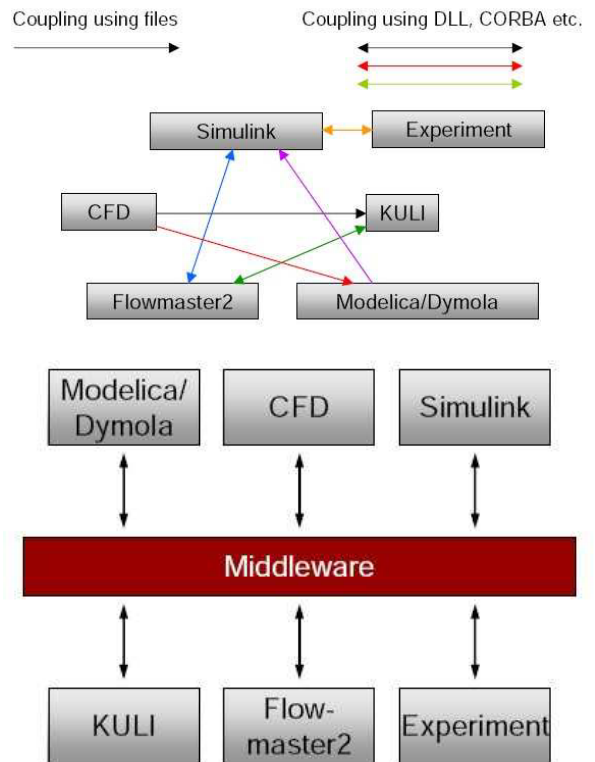 Coupling using files
Coupling using DLL, CORBA etc.
Simulink
Experiment
CFD
KULI
Flowmaster2
Modelica/Dymola
Modelica/
Dymola
CFD
Simulink
Middleware
KULI
Flow-
master2
Experiment